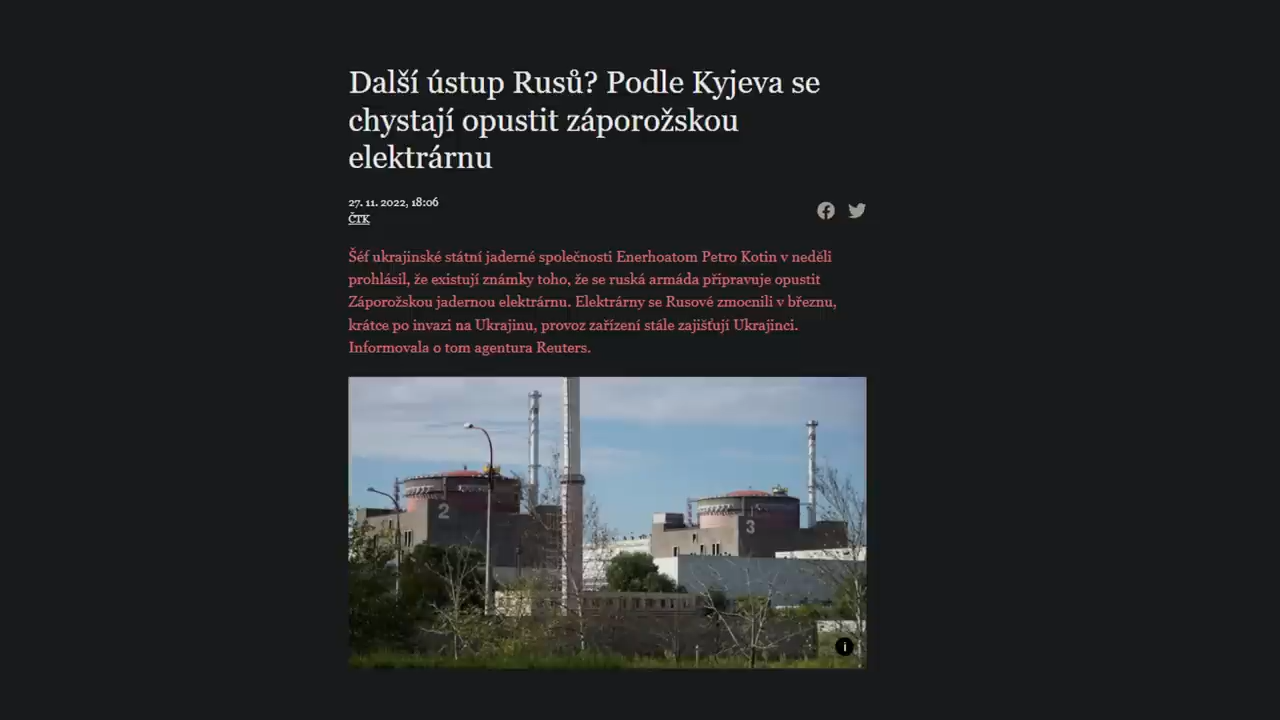 Další ústup Rusů? Podle Kyjeva se
chystají opustit záporožskou
elektrárnu
27. 11. 2022, 18:06
ČTK
Šéf ukrajinské státní jaderné společnosti Enerhoatom Petro Kotin v neděli
prohlásil, že existují známky toho, že se ruská armáda připravuje opustit
Záporožskou jadernou elektrárnu. Elektrárny se Rusové zmocnili v březnu,
krátce po invazi na Ukrajinu, provoz zařízení stále zajišťují Ukrajinci.
Informovala o tom agentura Reuters.
2
3
i